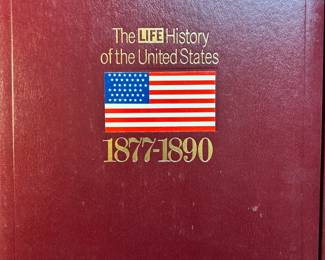 The LIFE History
of the United States
1877-1890